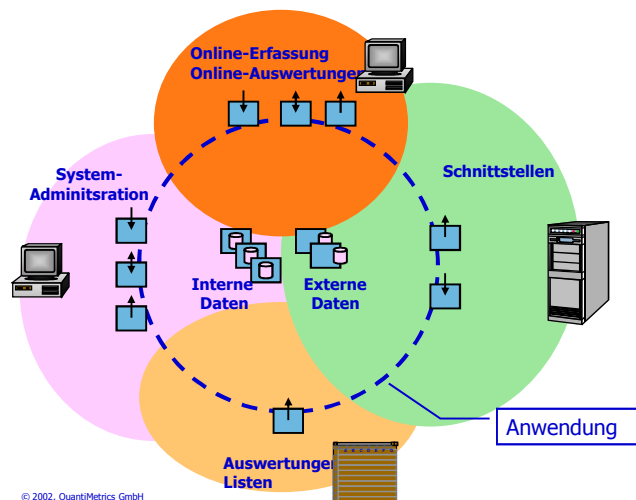 Online-Erfassung
Online-Auswertungen
System-
Adminitsration
Schnittstellen
Interne
Daten
Externe
Daten
Anwendung
Auswertungen
Listen
© 2002, QuantiMetrics GmbH